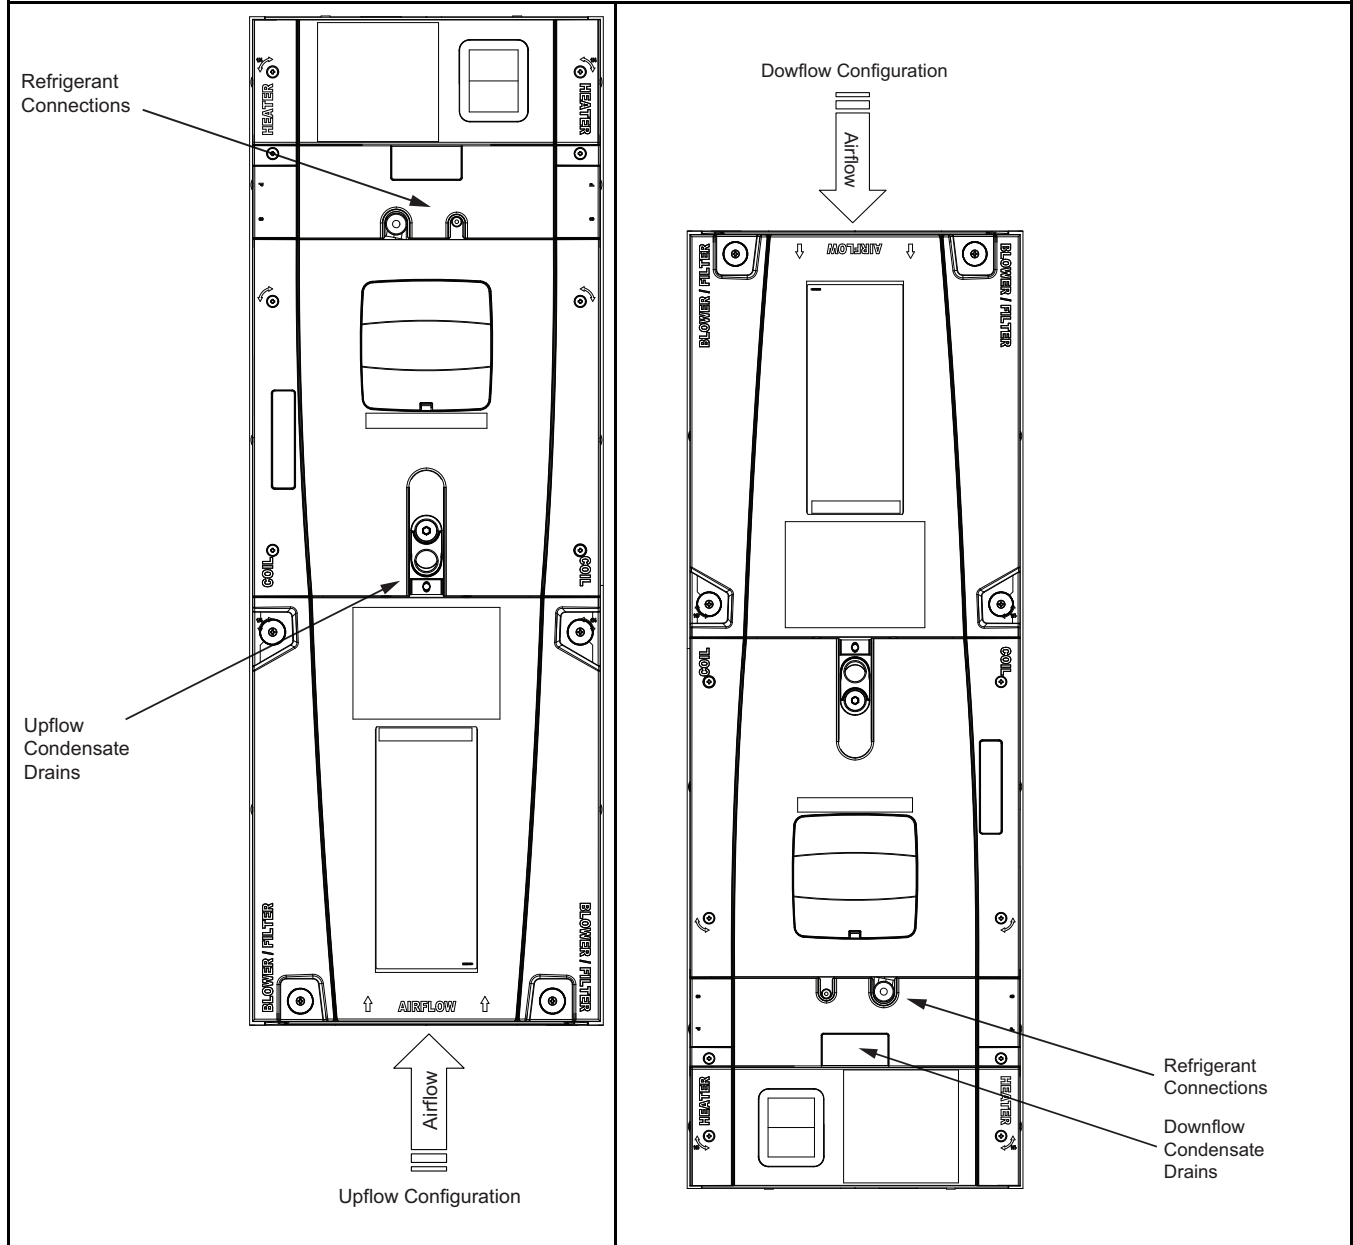 Refrigerant
Connections
HEATER
HEATER
COIL
COIL
Upflow
Condensate
Drains
BLOWER / FILTER
BLOWER / FILTER
AIRFLOW
Airflow
Upflow Configuration
Dowflow Configuration
Airflow
AIRFLOW
BLOWER / FILTER
BLOWER / FILTER
COIL
COIL
HEATER
HEATER
Refrigerant
Connections
Downflow
Condensate
Drains